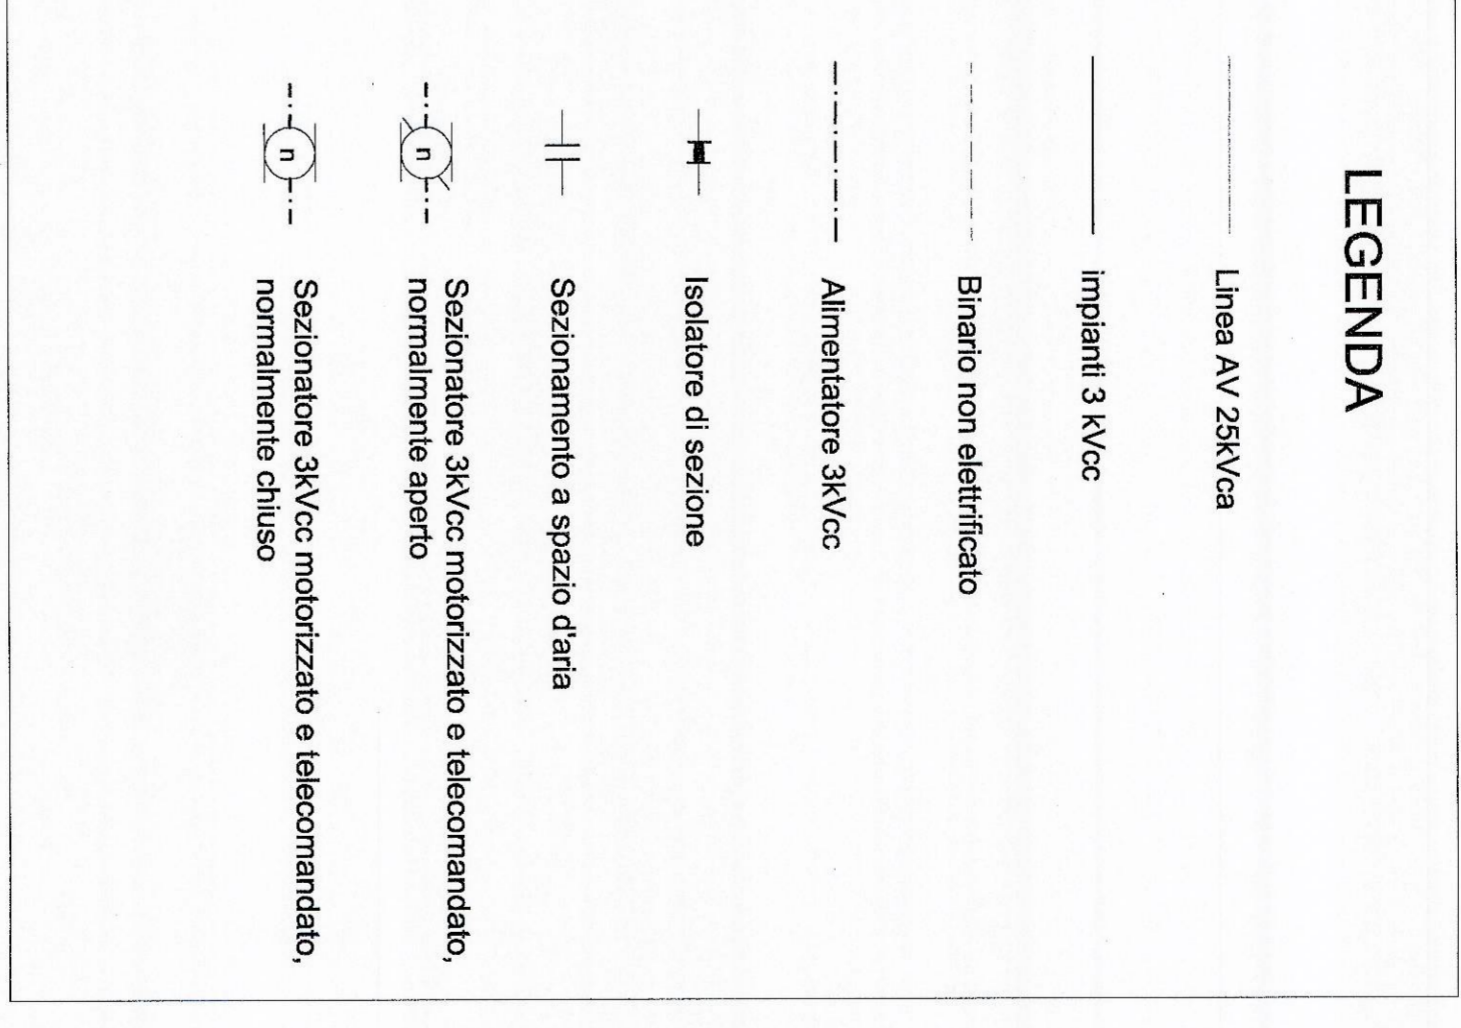 LEGENDA
Linea AV 25kVca
impianti 3 kVcc
Binario non elettrificato
Alimentatore 3kVcc
Isolatore di sezione
Sezionamento a spazio d'aria
n
Sezionatore 3kVcc motorizzato e telecomandato,
normalmente aperto
n
Sezionatore 3kVcc motorizzato e telecomandato,
normalmente chiuso